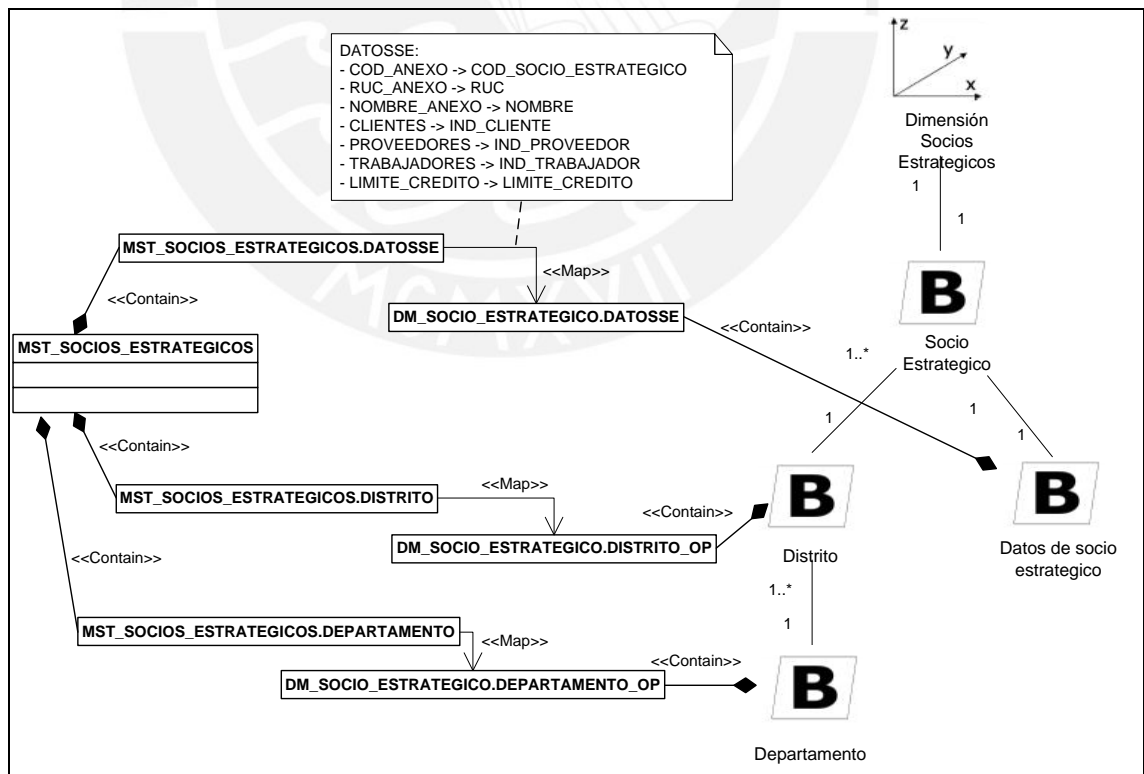 DATOSSE:
- COD_ANEXO -> COD_SOCIO_ESTRATEGICO
- RUC_ANEXO -> RUC
- NOMBRE_ANEXO -> NOMBRE
- CLIENTES -> IND_CLIENTE
- PROVEEDORES -> IND_PROVEEDOR
- TRABAJADORES -> IND_TRABAJADOR
- LIMITE_CREDITO -> LIMITE_CREDITO
z
y
x
Dimensión
Socios
Estrategicos
1
1
MST_SOCIOS_ESTRATEGICOS.DATOSSE
<<Map>>
<<Contain>>
DM_SOCIO_ESTRATEGICO.DATOSSE
<<Contain>>
B
Socio
Estrategico
MST_SOCIOS_ESTRATEGICOS
1..*
1
1
1
<<Contain>>
MST_SOCIOS_ESTRATEGICOS.DISTRITO
<<Map>>
<<Contain>>
DM_SOCIO_ESTRATEGICO.DISTRITO_OP
B
Distrito
B
Datos de socio
estrategico
<<Contain>>
1..*
1
MST_SOCIOS_ESTRATEGICOS.DEPARTAMENTO
<<Map>>
<<Contain>>
DM_SOCIO_ESTRATEGICO.DEPARTAMENTO_OP
B
Departamento
MCMXVII